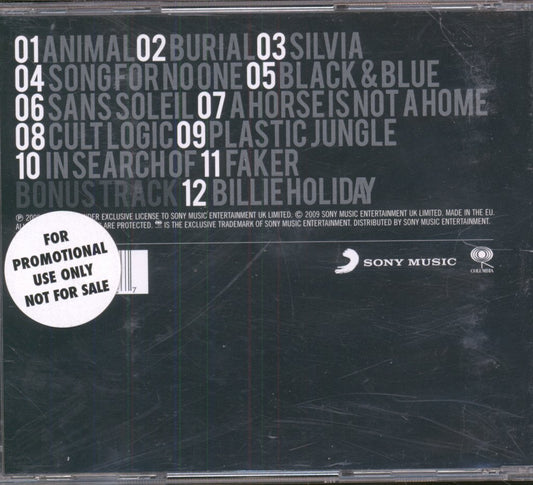 01 ANIMAL 02 BURIAL 03 SILVIA
04 SONG FOR NO ONE 05 BLACK & BLUE
06 SANS SOLEIL 07 A HORSE IS NOT A HOME
08 CULT LOGIC 09 PLASTIC JUNGLE
10 IN SEARCH OF 11 FAKER
BONUS TRACK 12 BILLIE HOLIDAY
UNDER EXCLUSIVE LICENSE TO SONY MUSIC ENTERTAINMENT UK LIMITED. © 2009 SONY MUSIC ENTERTAINMENT UK LIMITED. MADE IN THE EU.
ARE PROTECTED. IS THE EXCLUSIVE TRADEMARK OF SONY MUSIC ENTERTAINMENT. DISTRIBUTED BY SONY MUSIC ENTERTAINMENT.
FOR
PROMOTIONAL
USE ONLY
NOT FOR SALE
7
SONY MUSIC
COLUMBIA